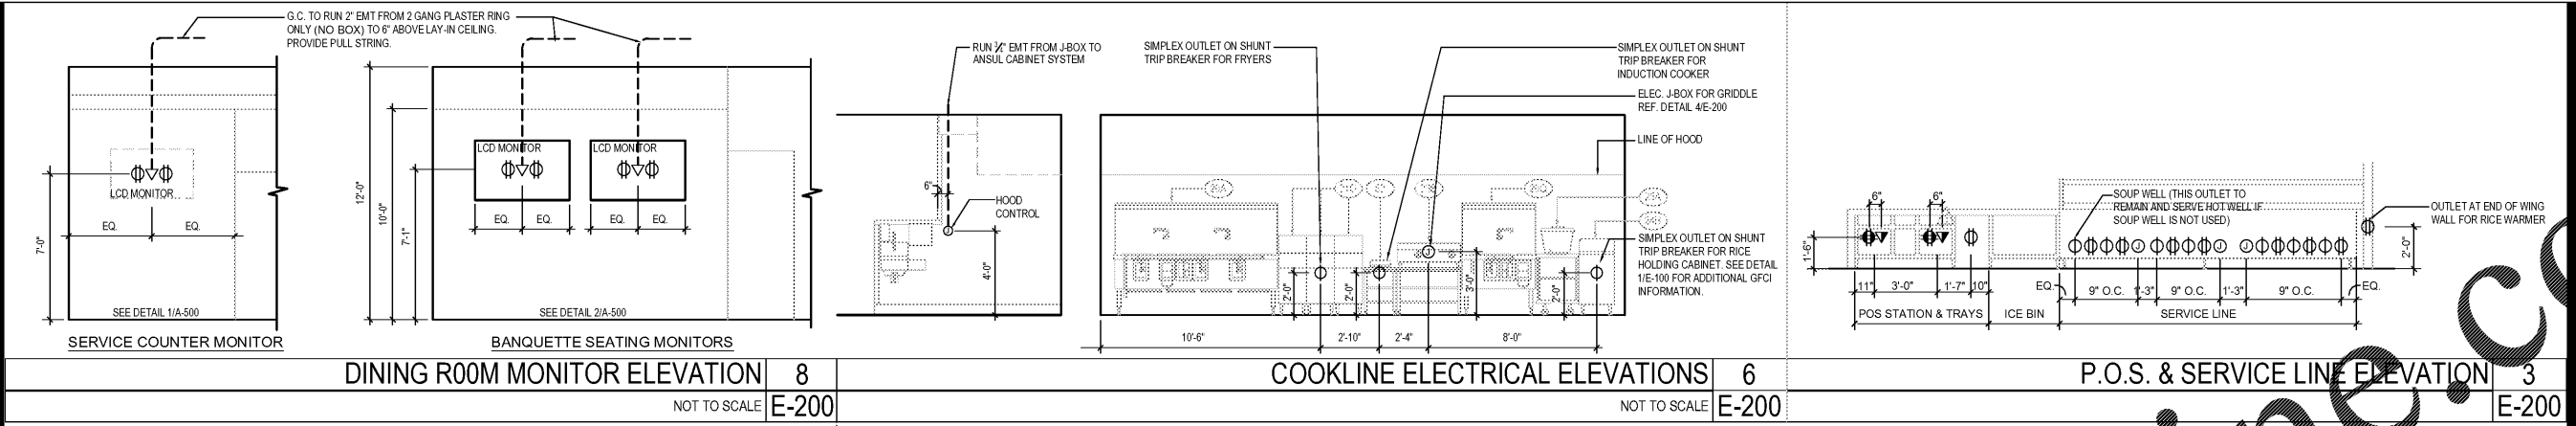 G.C. TO RUN 2" EMT FROM 2 GANG PLASTER RING
ONLY (NO BOX) TO 6" ABOVE LAY-IN CEILING.
PROVIDE PULL STRING.
LCD MONITOR
7'-0"
EQ.
EQ.
SEE DETAIL 1/A-500
SERVICE COUNTER MONITOR
12'-0"
10'-0"
7'-1"
LCD MONITOR
LCD MONITOR
EQ.
EQ.
EQ.
EQ.
SEE DETAIL 2/A-500
BANQUETTE SEATING MONITORS
DINING R00M MONITOR ELEVATION
8
NOT TO SCALE
E-200
RUN ¾" EMT FROM J-BOX TO
ANSUL CABINET SYSTEM
6"
HOOD
CONTROL
J
4'-0"
SIMPLEX OUTLET ON SHUNT
TRIP BREAKER FOR FRYERS
SIMPLEX OUTLET ON SHUNT
TRIP BREAKER FOR
INDUCTION COOKER
ELEC. J-BOX FOR GRIDDLE
REF. DETAIL 4/E-200
LINE OF HOOD
SIMPLEX OUTLET ON SHUNT
TRIP BREAKER FOR RICE
HOLDING CABINET. SEE DETAIL
1/E-100 FOR ADDITIONAL GFCI
INFORMATION.
J
2'-0"
2'-0"
3'-0"
2'-0"
10'-6"
2'-10"
2'-4"
8'-0"
COOKLINE ELECTRICAL ELEVATIONS
6
NOT TO SCALE
E-200
6"
6"
SOUP WELL (THIS OUTLET TO
REMAIN AND SERVE HOT WELL IF
SOUP WELL IS NOT USED)
OUTLET AT END OF WING
WALL FOR RICE WARMER
1'-6"
2'-0"
J
J
J
11"
3'-0"
1'-7"
10"
EQ.
9" O.C.
1'-3"
9" O.C.
1'-3"
9" O.C.
EQ.
POS STATION & TRAYS
ICE BIN
SERVICE LINE
P.O.S. & SERVICE LINE ELEVATION
3
E-200